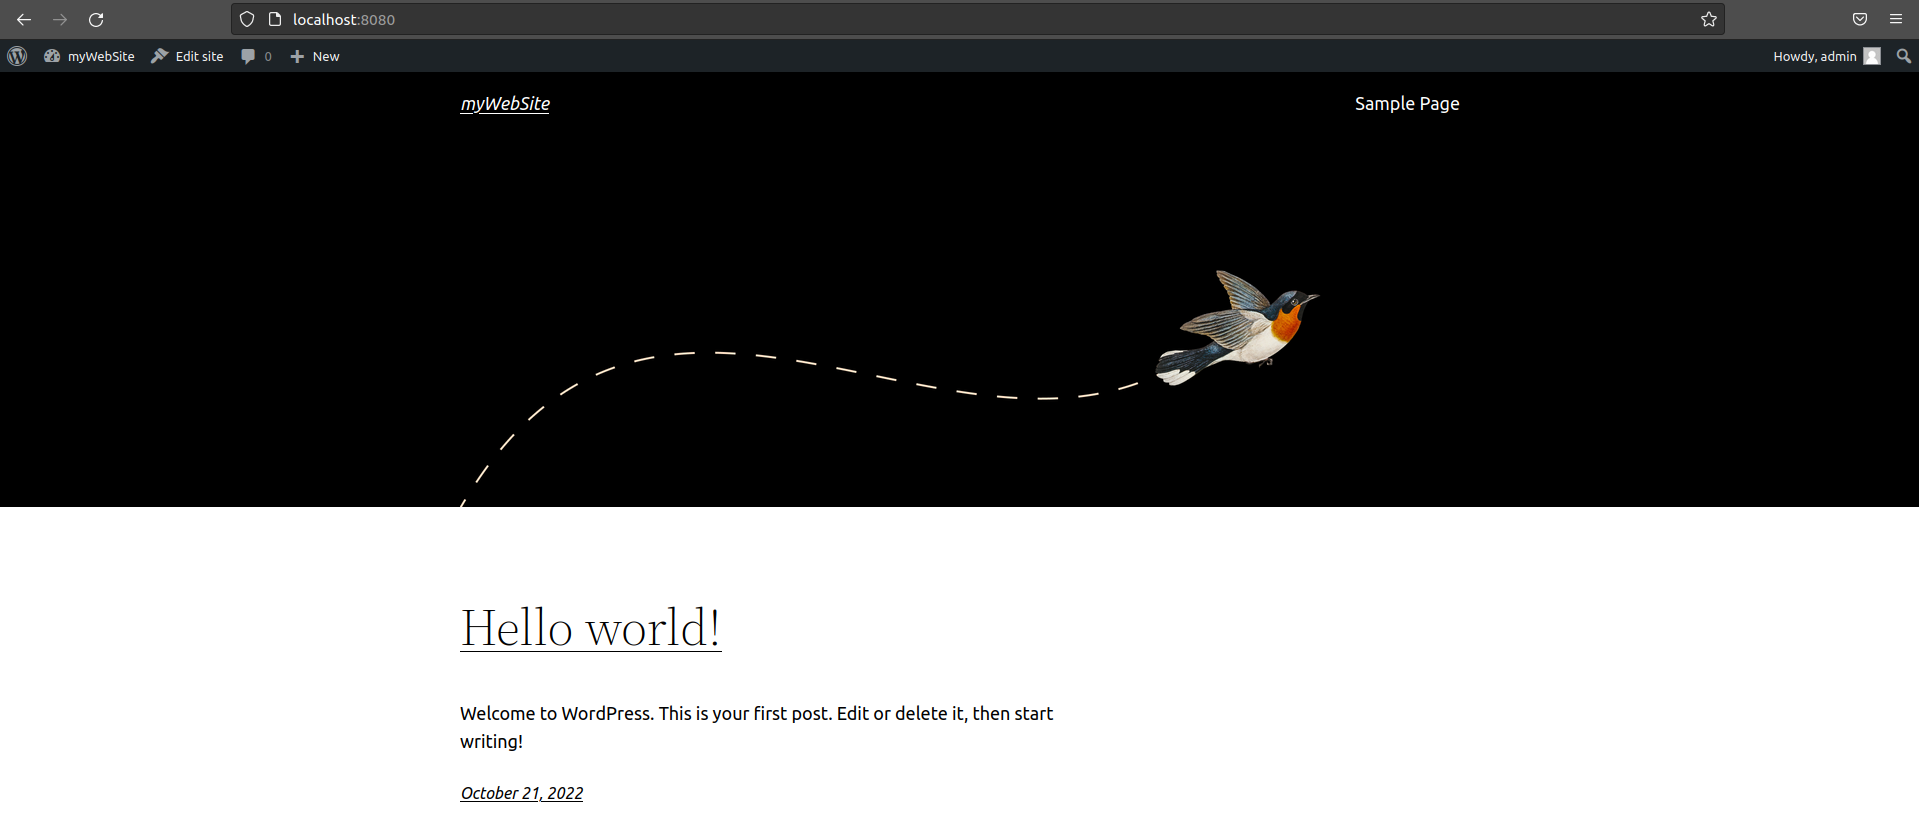 localhost:8080
myWebSite Edit site 0 New Howdy, admin
myWebSite Sample Page
Hello world!
Welcome to WordPress. This is your first post. Edit or delete it, then start
writing!
October 21, 2022